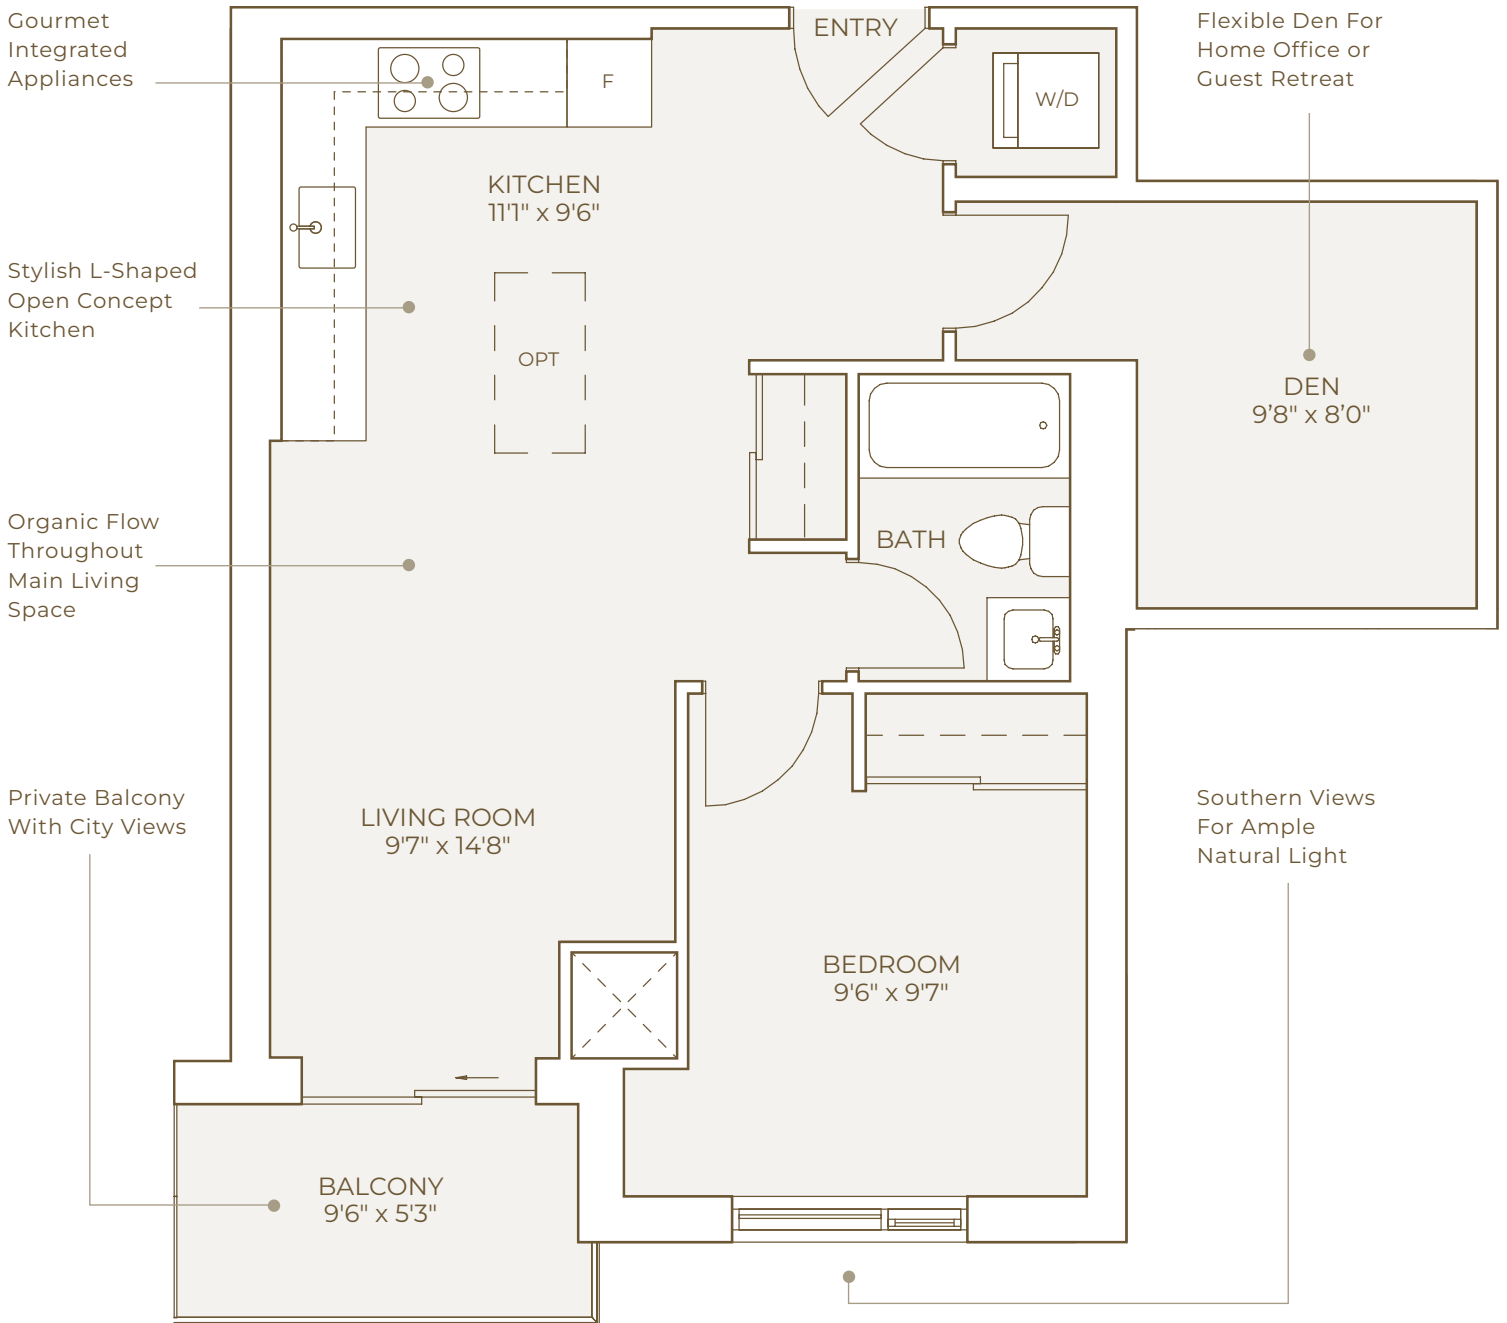 Gourmet
Integrated
Appliances
ENTRY
Flexible Den For
Home Office or
Guest Retreat
F
W/D
KITCHEN
11'1" x 9'6"
Stylish L-Shaped
Open Concept
Kitchen
OPT
DEN
9’8" x 8’0"
Organic Flow
Throughout
Main Living
Space
BATH
Private Balcony
With City Views
LIVING ROOM
9'7" x 14'8"
Southern Views
For Ample
Natural Light
BEDROOM
9'6" x 9'7"
BALCONY
9'6" x 5'3"